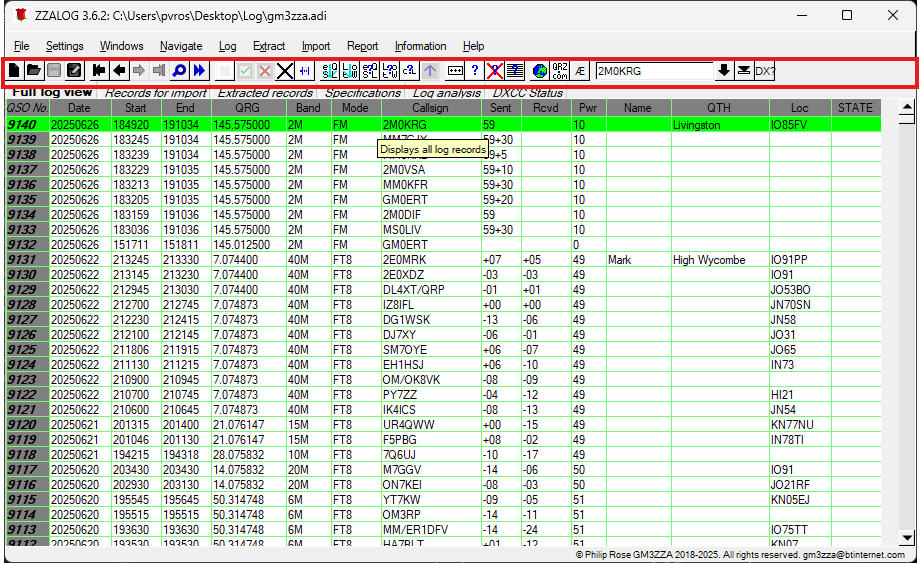 ZZALOG 3.6.2: C:\Users\pvros\Desktop\Log\gm3zza.adi
File Settings Windows Navigate Log Extract Import Report Information Help
? QRZ .com Æ 2M0KRG DX?
Full log view Records for import Extracted records Specifications Log analysis DXCC Status
QSO No. Date Start End QRG Band Mode Callsign Sent Rcvd Pwr Name QTH Loc STATE
9140 20250626 184920 191034 145.575000 2M FM 2M0KRG 59 10 Livingston IO85FV
9139 20250626 183245 191034 145.575000 2M FM 59+30 10
9138 20250626 183239 191034 145.575000 2M FM 59+5 10
Displays all log records
9137 20250626 183229 191035 145.575000 2M FM 2M0VSA 59+10 10
9136 20250626 183213 191035 145.575000 2M FM MM0KFR 59+30 10
9135 20250626 183205 191035 145.575000 2M FM GM0ERT 59+20 10
9134 20250626 183159 191036 145.575000 2M FM 2M0DIF 59 10
9133 20250626 183036 191036 145.575000 2M FM MS0LIV 59+30 10
9132 20250626 151711 151811 145.012500 2M FM GM0ERT 0
9131 20250622 213245 213330 7.074400 40M FT8 2E0MRK +07 +05 49 Mark High Wycombe IO91PP
9130 20250622 213145 213230 7.074400 40M FT8 2E0XDZ -03 -03 49 IO91
9129 20250622 212945 213030 7.074400 40M FT8 DL4XT/QRP -01 +01 49 JO53BO
9128 20250622 212700 212745 7.074873 40M FT8 IZ8IFL +00 +00 49 JN70SN
9127 20250622 212230 212415 7.074873 40M FT8 DG1WSK -13 -06 49 JN58
9126 20250622 212100 212145 7.074873 40M FT8 DJ7XY -06 -01 49 JO31
9125 20250622 211806 211915 7.074873 40M FT8 SM7OYE +06 -07 49 JO65
9124 20250622 211130 211215 7.074873 40M FT8 EH1HSJ +06 -10 49 IN73
9123 20250622 210900 210945 7.074873 40M FT8 OM/OK8VK -08 -09 49
9122 20250622 210700 210745 7.074873 40M FT8 PY7ZZ -04 -12 49 HI21
9121 20250622 210600 210645 7.074873 40M FT8 IK4ICS -08 -13 49 JN54
9120 20250621 201315 201400 21.076147 15M FT8 UR4QWW +00 -15 49 KN77NU
9119 20250621 201046 201130 21.076147 15M FT8 F5PBG +08 -02 49 IN78TI
9118 20250621 194215 194318 28.075832 10M FT8 7Q6UJ -10 -17 49
9117 20250620 203430 203430 14.075832 20M FT8 M7GGV -14 -06 50 IO91
9116 20250620 202930 203130 14.075832 20M FT8 ON7KEI -08 -03 50 JO21RF
9115 20250620 195545 195645 50.314748 6M FT8 YT7KW -09 -05 51 KN05EJ
9114 20250620 195515 195515 50.314748 6M FT8 OM3RP -14 -11 51
9113 20250620 193630 193630 50.314748 6M FT8 MM/ER1DFV -14 -24 51 IO75TT
9112 20250620 193530 193530 50.314748 6M FT8 HA7BLT +01 -12 51 KN07
© Philip Rose GM3ZZA 2018-2025. All rights reserved. gm3zza@btinternet.com